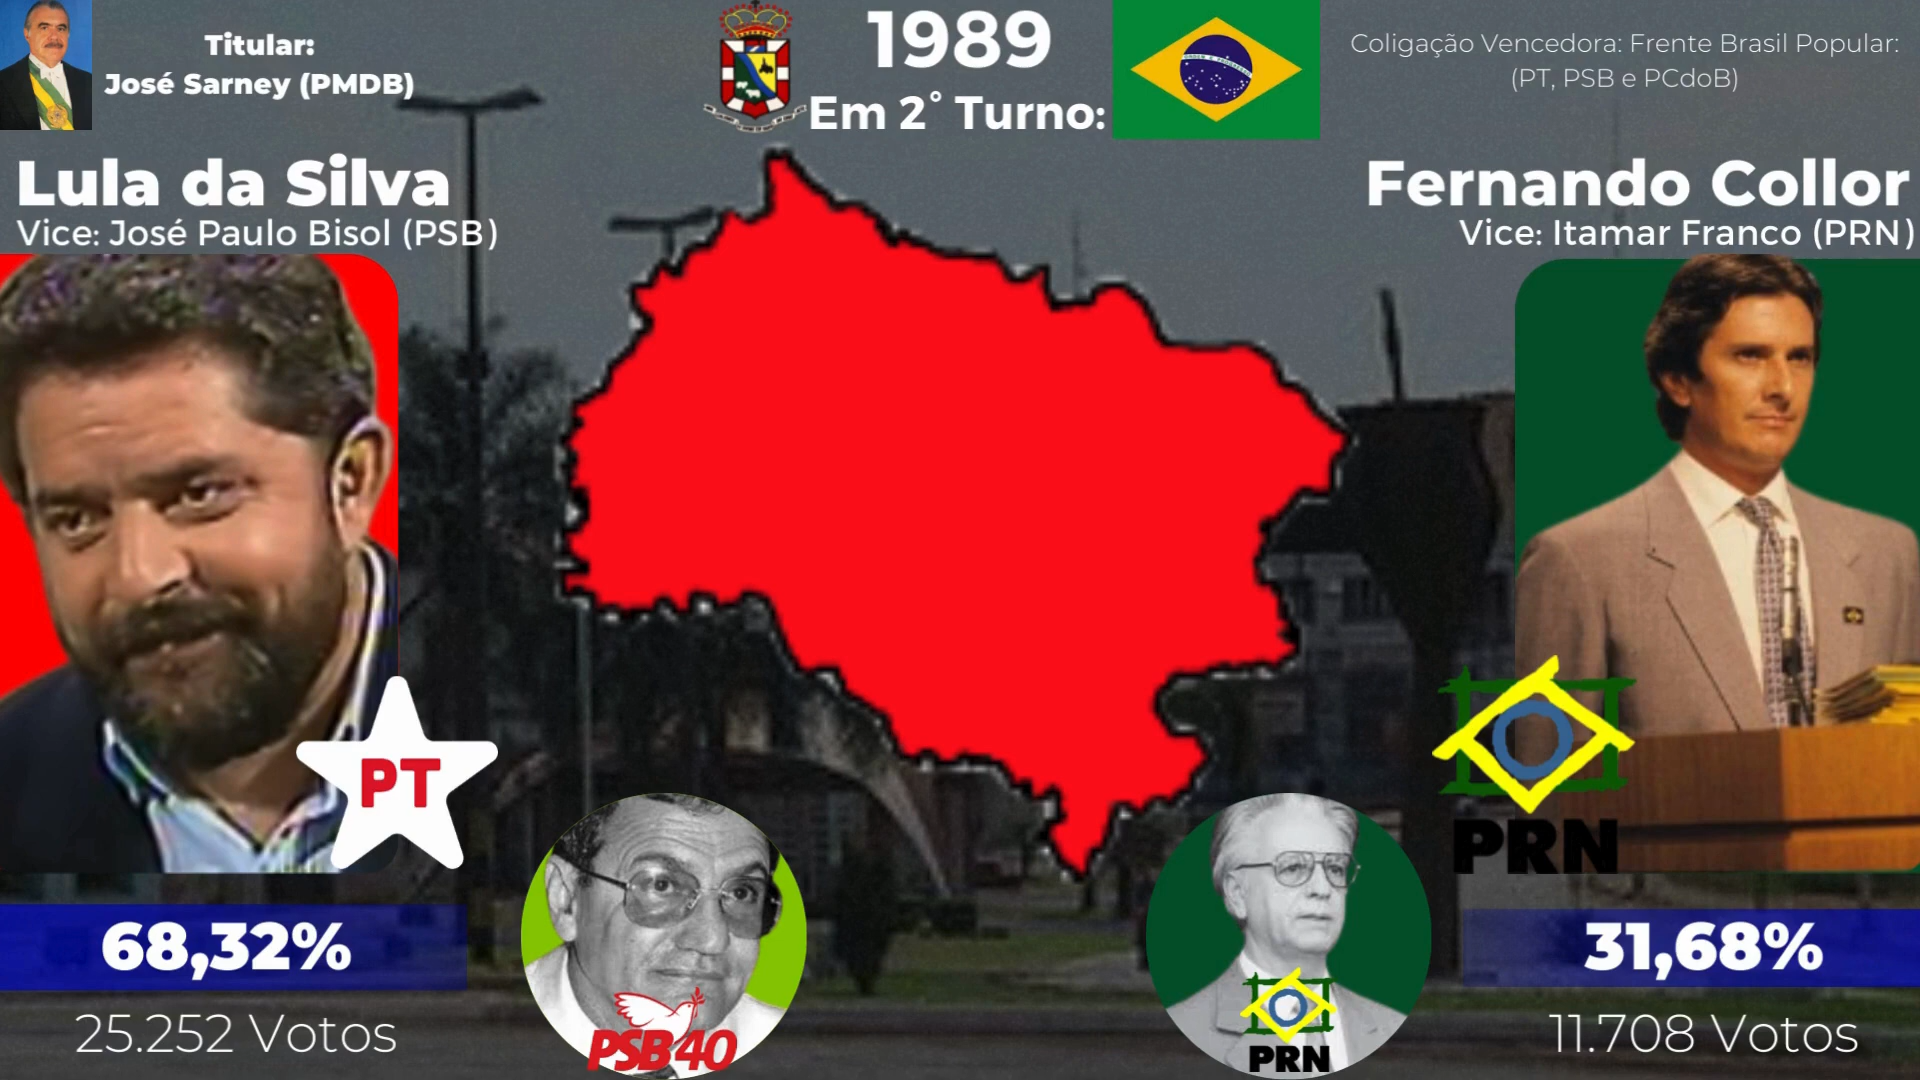 Titular:
José Sarney (PMDB)
1989
Em 2° Turno:
Coligação Vencedora: Frente Brasil Popular:
(PT, PSB e PCdoB)
Lula da Silva
Vice: José Paulo Bisol (PSB)
Fernando Collor
Vice: Itamar Franco (PRN)
PT
PRN
68,32%
25.252 Votos
PSB40
PRN
31,68%
11.708 Votos